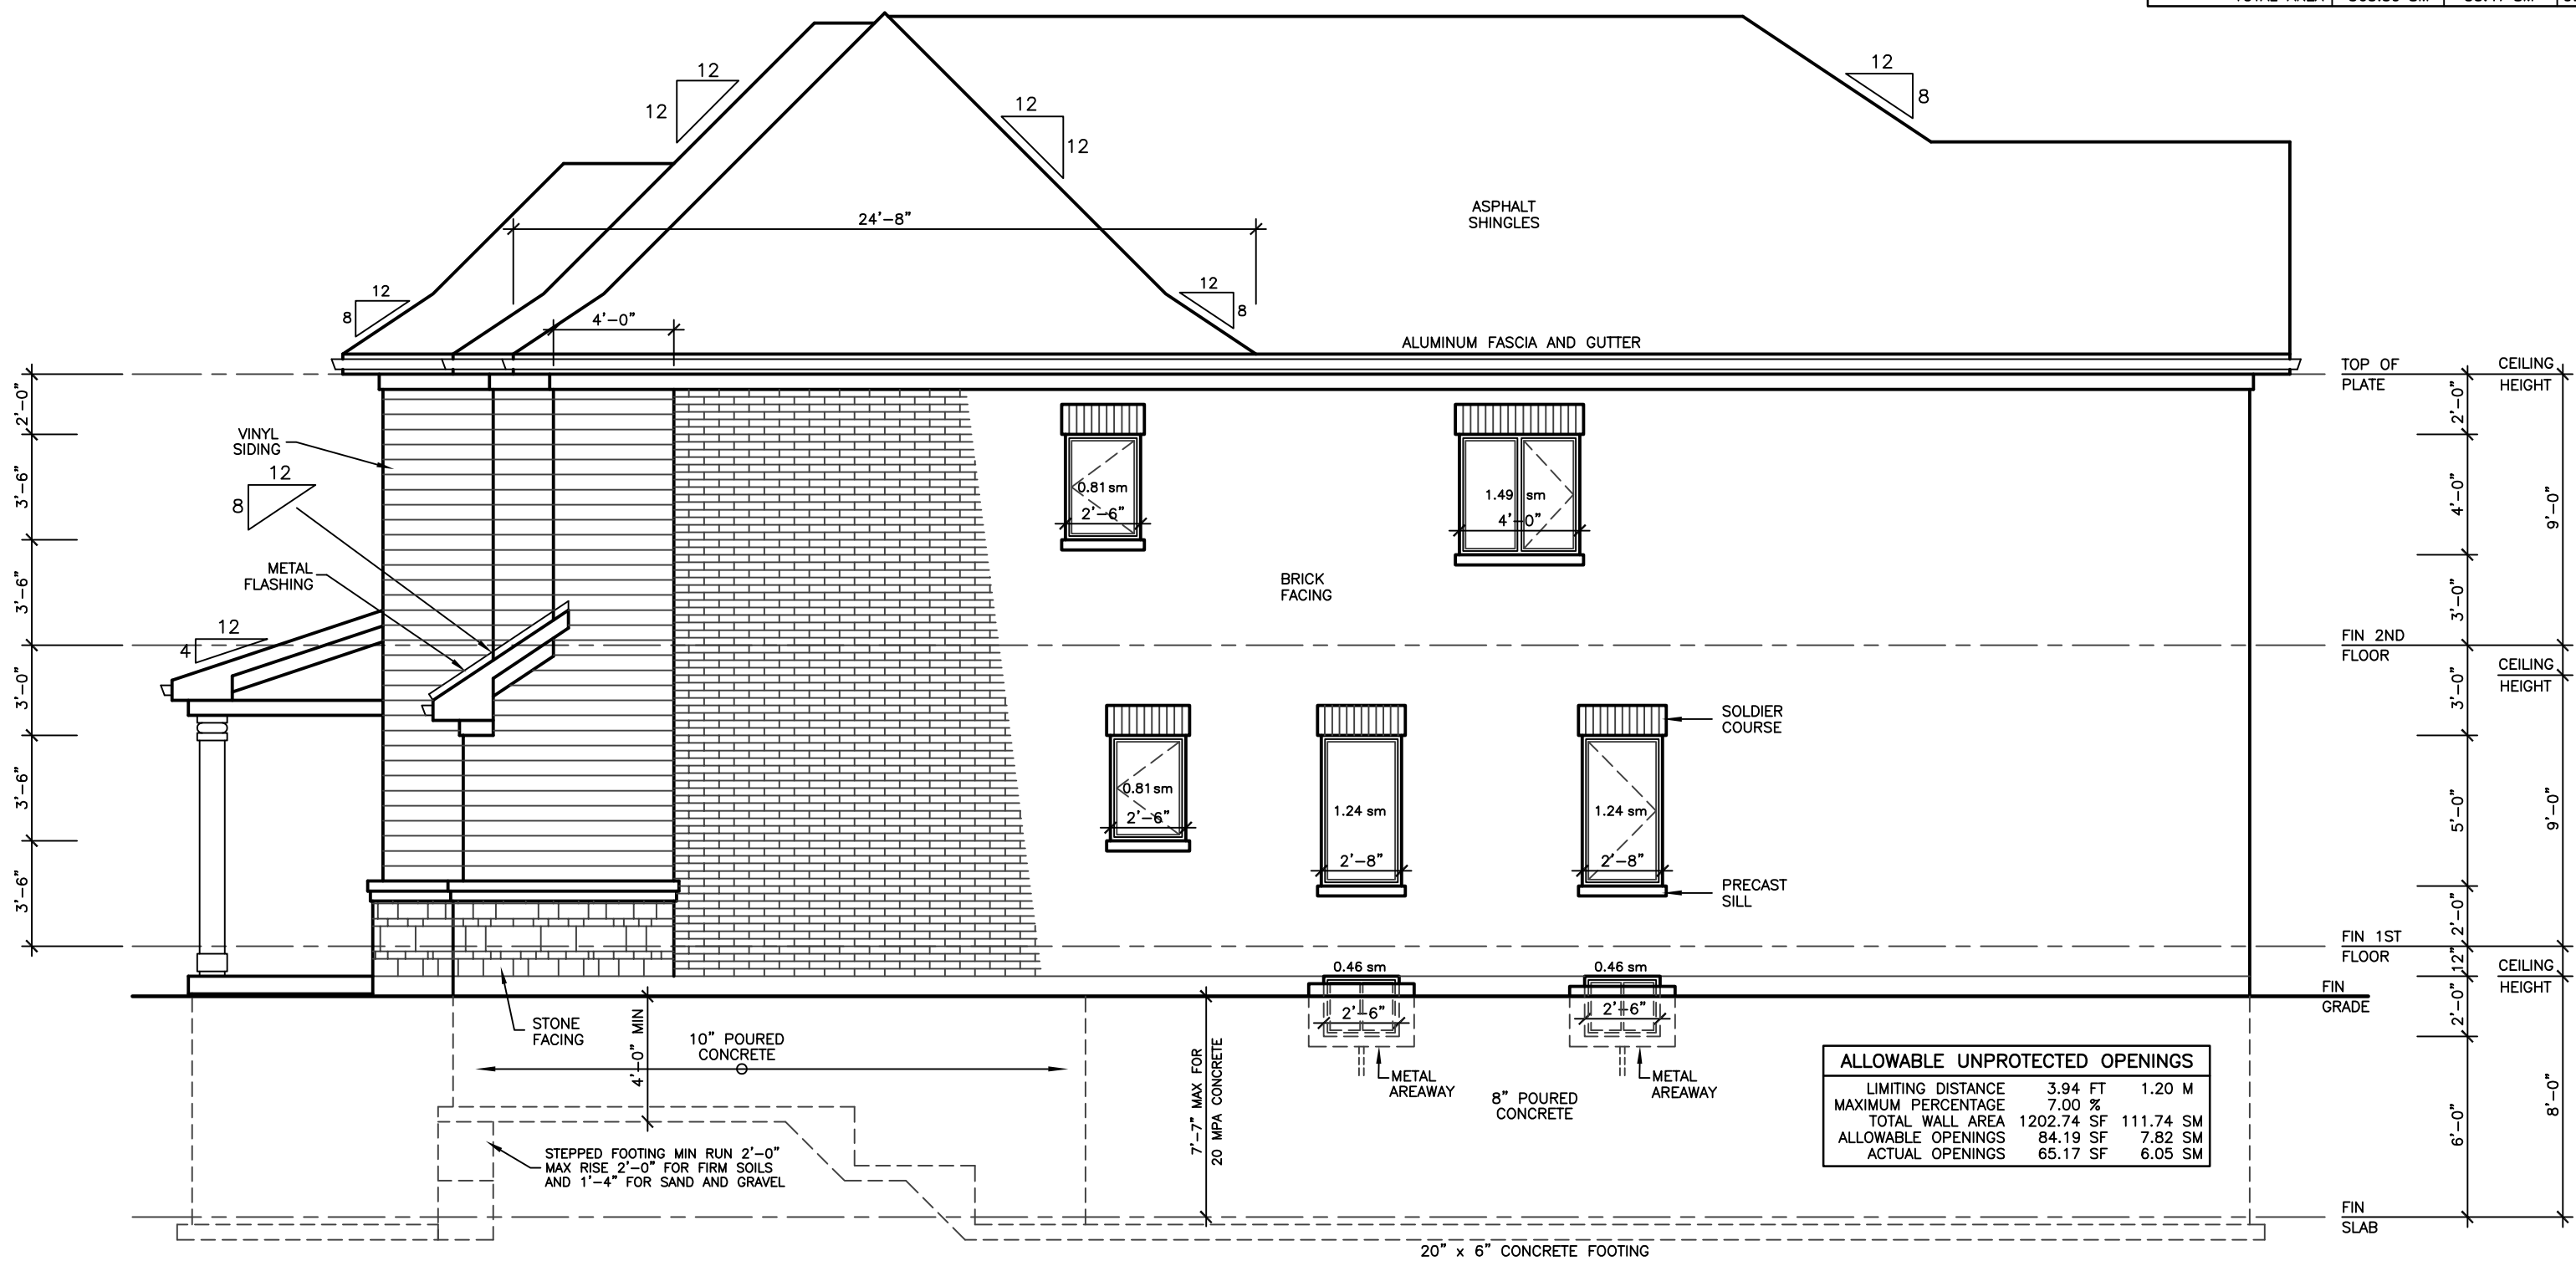 12
12
12
12
12
8
ASPHALT
SHINGLES
24'-8"
12
8
12
8
4'-0"
ALUMINUM FASCIA AND GUTTER
TOP OF
PLATE
CEILING
HEIGHT
2'-0"
3'-6"
3'-6"
3'-0"
3'-6"
3'-6"
VINYL
SIDING
12
8
METAL
FLASHING
12
4
0.81 sm
2'-6"
1.49 sm
4'-0"
BRICK
FACING
2'-0"
4'-0"
3'-0"
9'-0"
FIN 2ND
FLOOR
CEILING
HEIGHT
SOLDIER
COURSE
0.81 sm
2'-6"
1.24 sm
2'-8"
1.24 sm
2'-8"
PRECAST
SILL
3'-0"
5'-0"
2'-0"
9'-0"
FIN 1ST
FLOOR
12"
CEILING
HEIGHT
0.46 sm
2'-6"
0.46 sm
2'-6"
FIN
GRADE
STONE
FACING
4'-0" MIN
10" POURED
CONCRETE
7'-7" MAX FOR
20 MPA CONCRETE
METAL
AREAWAY
METAL
AREAWAY
8" POURED
CONCRETE
2'-0"
6'-0"
8'-0"
ALLOWABLE UNPROTECTED OPENINGS
LIMITING DISTANCE 3.94 FT 1.20 M
MAXIMUM PERCENTAGE 7.00 %
TOTAL WALL AREA 1202.74 SF 111.74 SM
ALLOWABLE OPENINGS 84.19 SF 7.82 SM
ACTUAL OPENINGS 65.17 SF 6.05 SM
STEPPED FOOTING MIN RUN 2'-0"
MAX RISE 2'-0" FOR FIRM SOILS
AND 1'-4" FOR SAND AND GRAVEL
FIN
SLAB
20" x 6" CONCRETE FOOTING